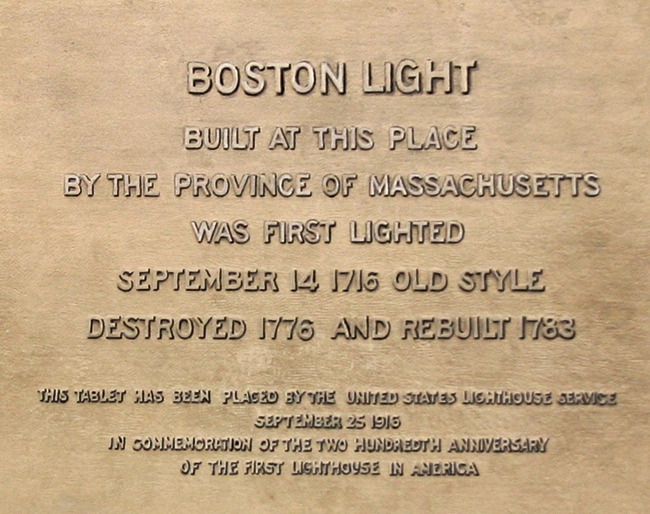 BOSTON LIGHT
BUILT AT THIS PLACE
BY THE PROVINCE OF MASSACHUSETTS
WAS FIRST LIGHTED
SEPTEMBER 14 1716 OLD STYLE
DESTROYED 1776 AND REBUILT 1783
THIS TABLET HAS BEEN PLACED BY THE UNITED STATES LIGHTHOUSE SERVICE
SEPTEMBER 25 1916
IN COMMEMORATION OF THE TWO HUNDREDTH ANNIVERSARY
OF THE FIRST LIGHTHOUSE IN AMERICA